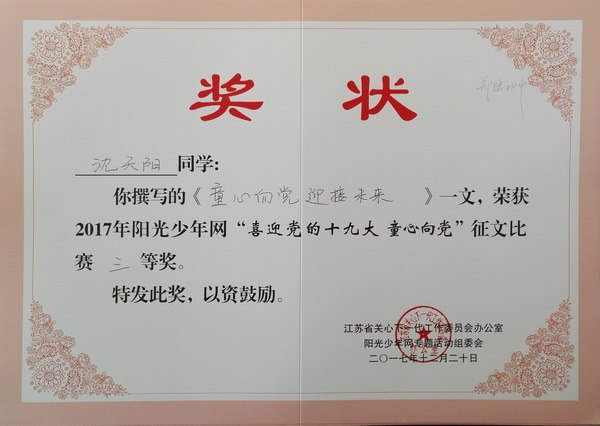 奖 状
沈天阳 同学:
你撰写的《童心向党 迎接未来》一文,荣获
2017年阳光少年网“喜迎党的十九大 童心向党”征文比
赛 三 等奖。
特发此奖,以资鼓励。
江苏省关心下一代工作委员会办公室
阳光少年网专题活动组委会
二〇一七年十二月二十日